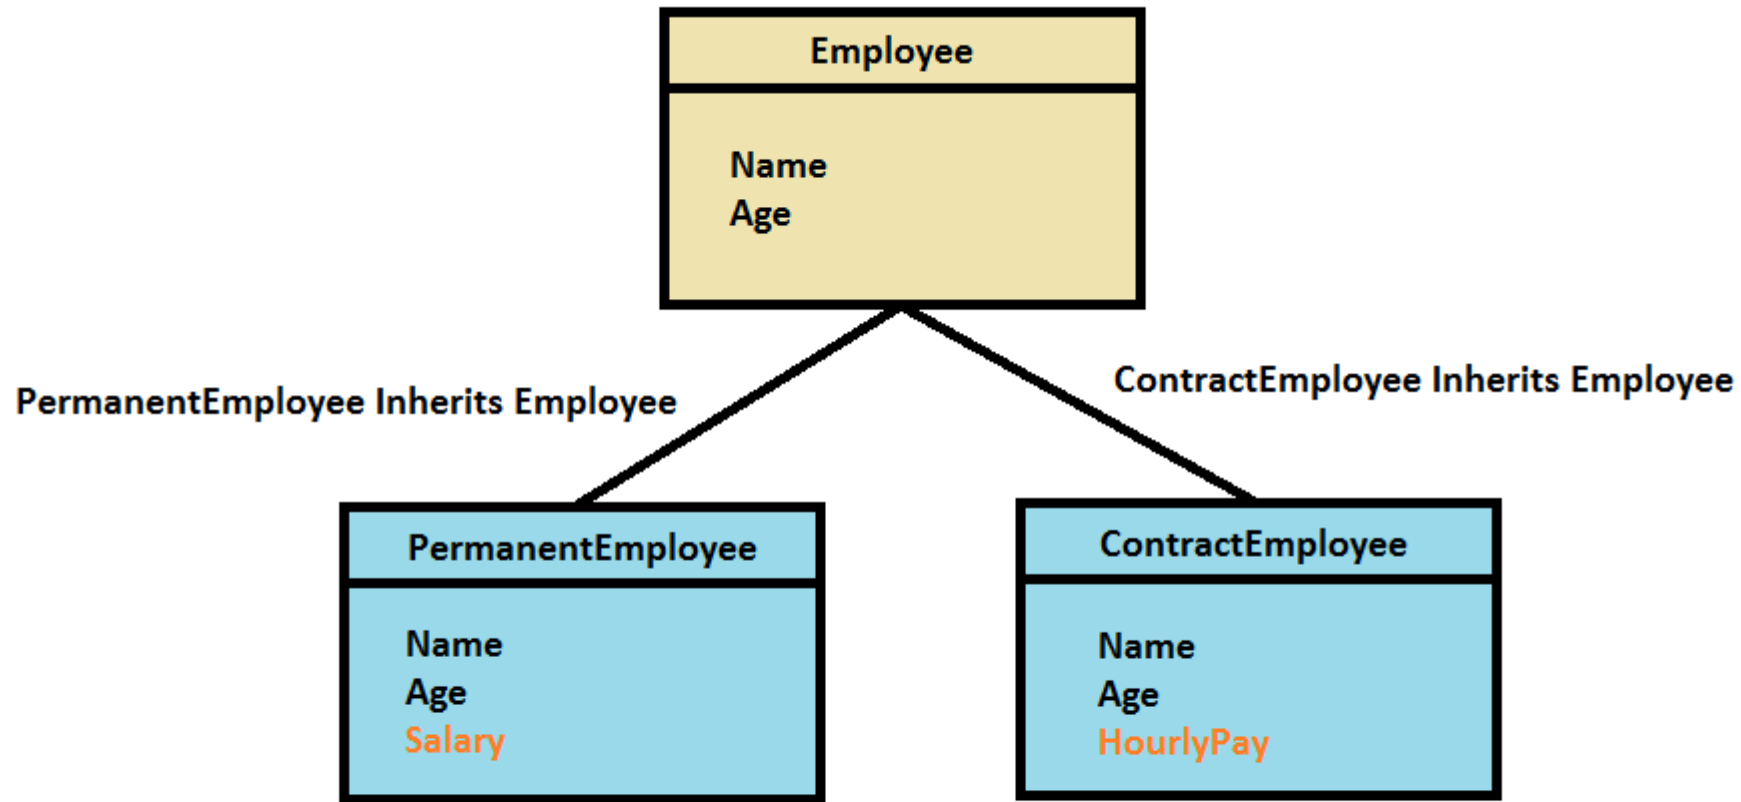 Employee
Name
Age
PermanentEmployee Inherits Employee
ContractEmployee Inherits Employee
PermanentEmployee
Name
Age
Salary
ContractEmployee
Name
Age
HourlyPay